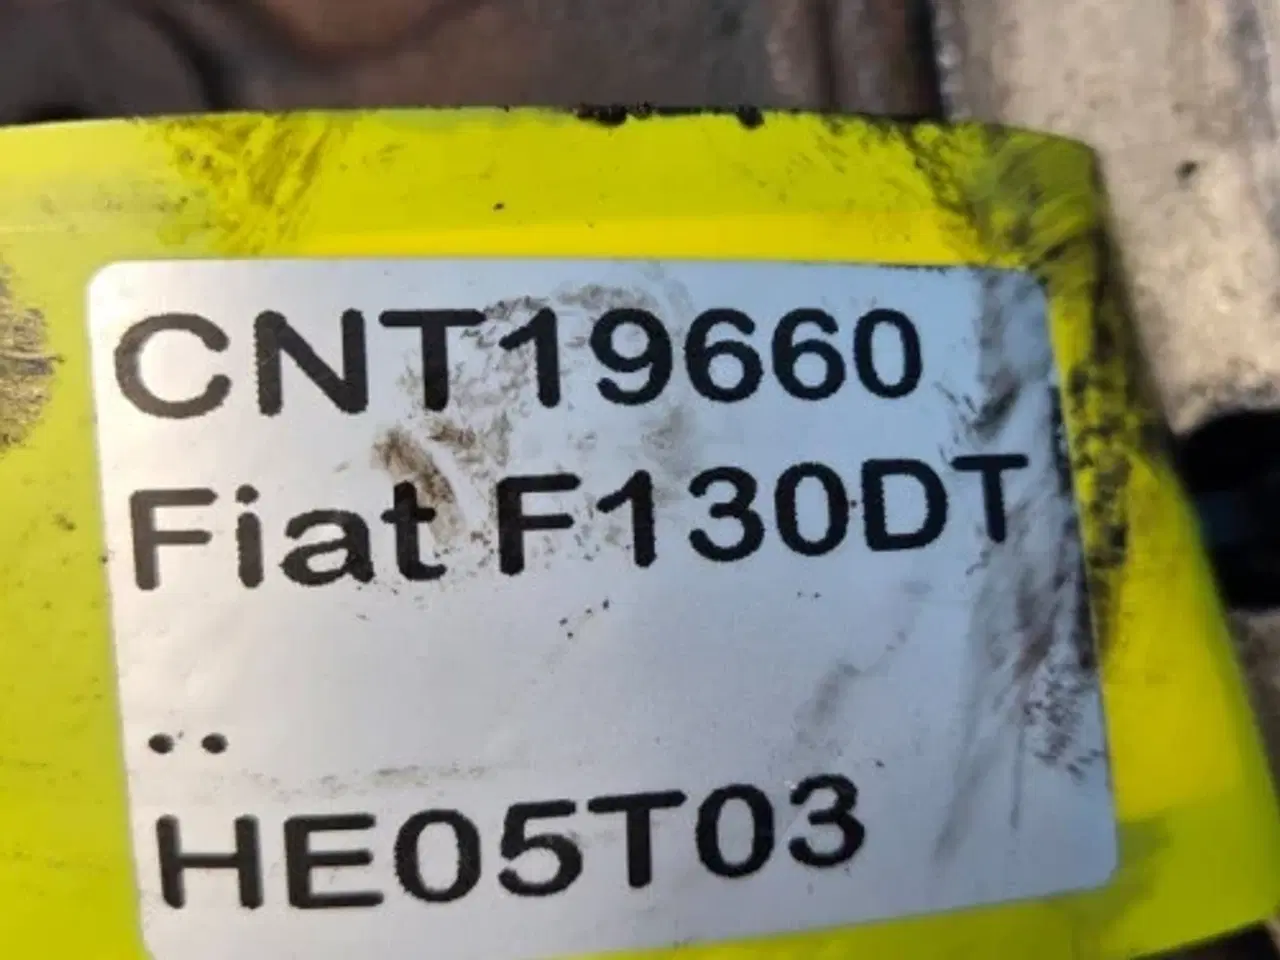 CNT19660
Fiat F130DT
..
HE05T03